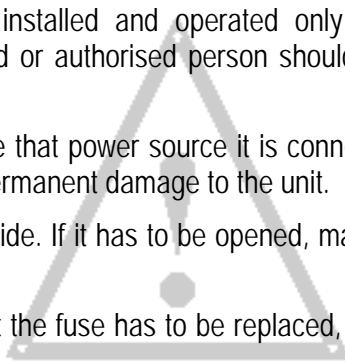 installed and operated only
or authorised person should
that power source it is conn
permanent damage to the unit.
ide. If it has to be opened, ma
the fuse has to be replaced,